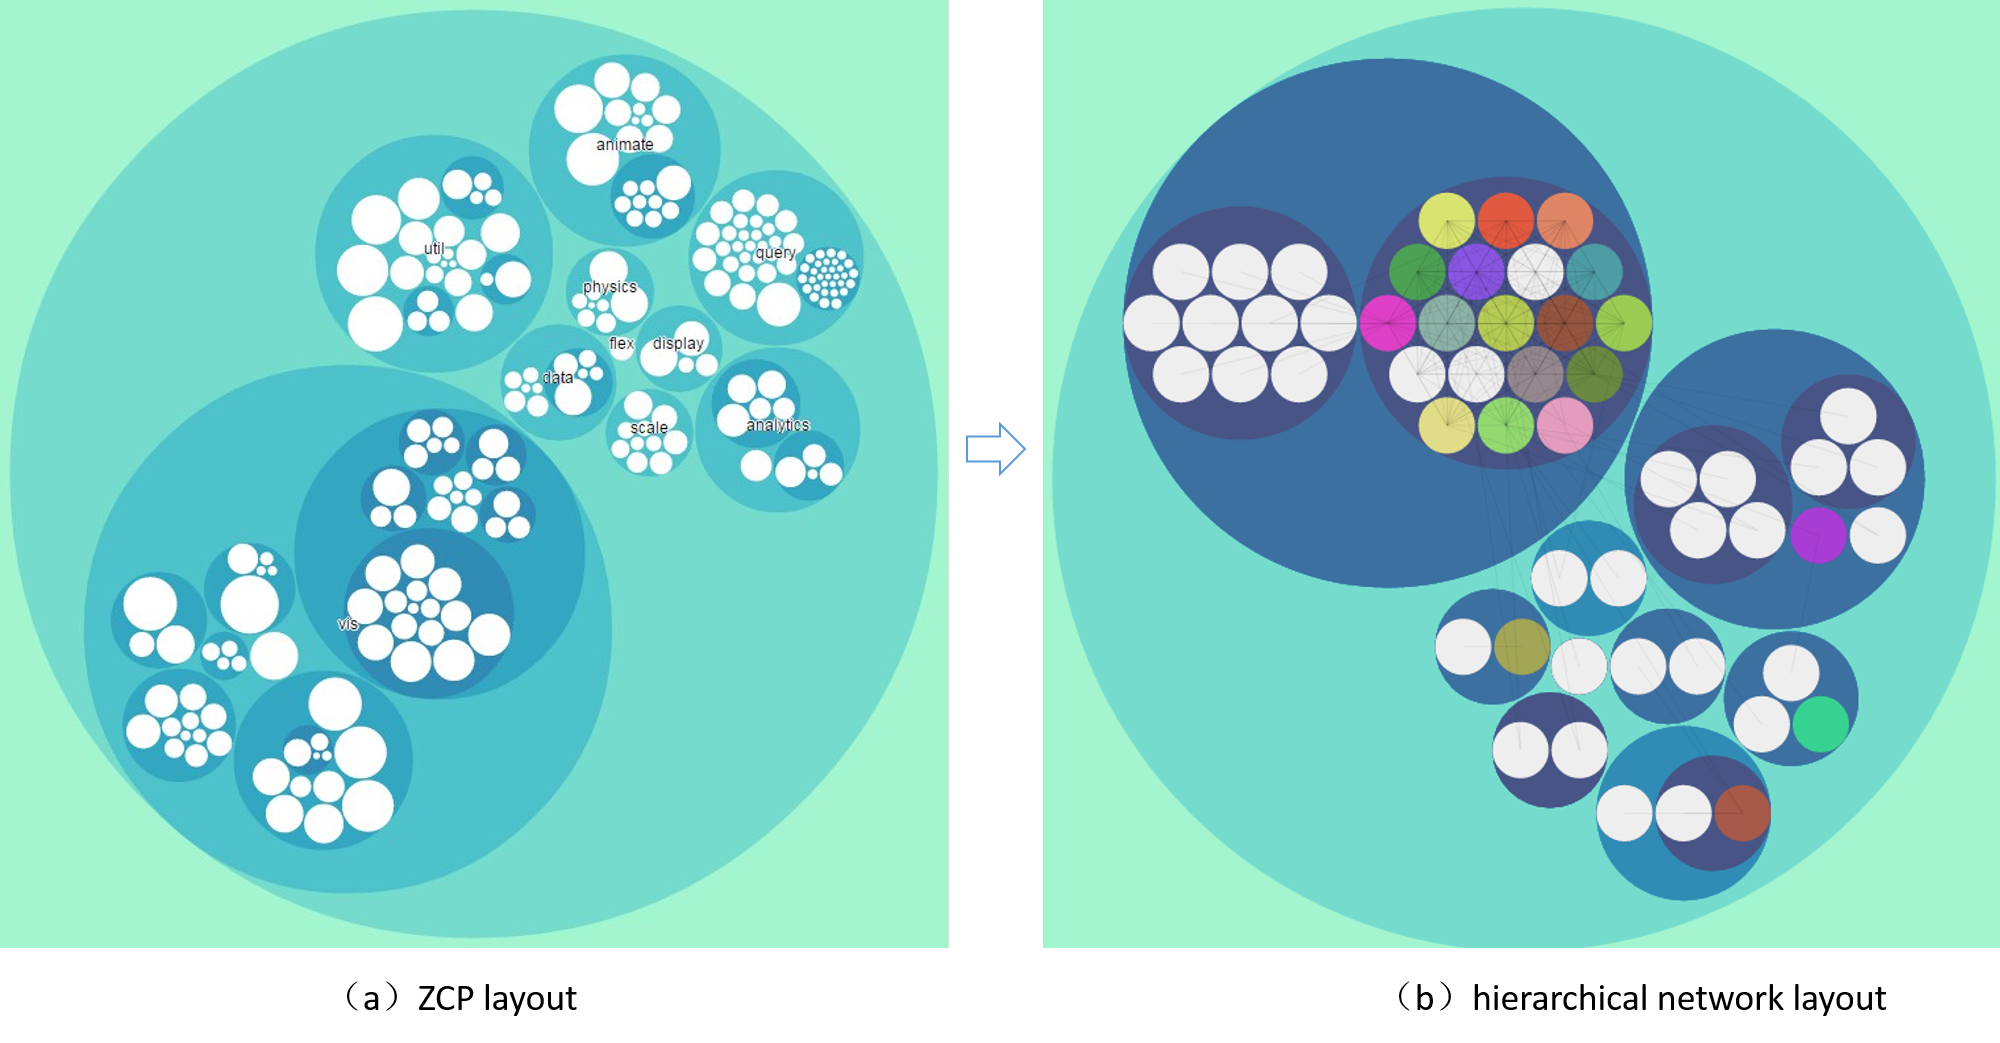 animate
util
query
physics
flex
display
data
analytics
scale
vis
（a）ZCP layout
（b）hierarchical network layout